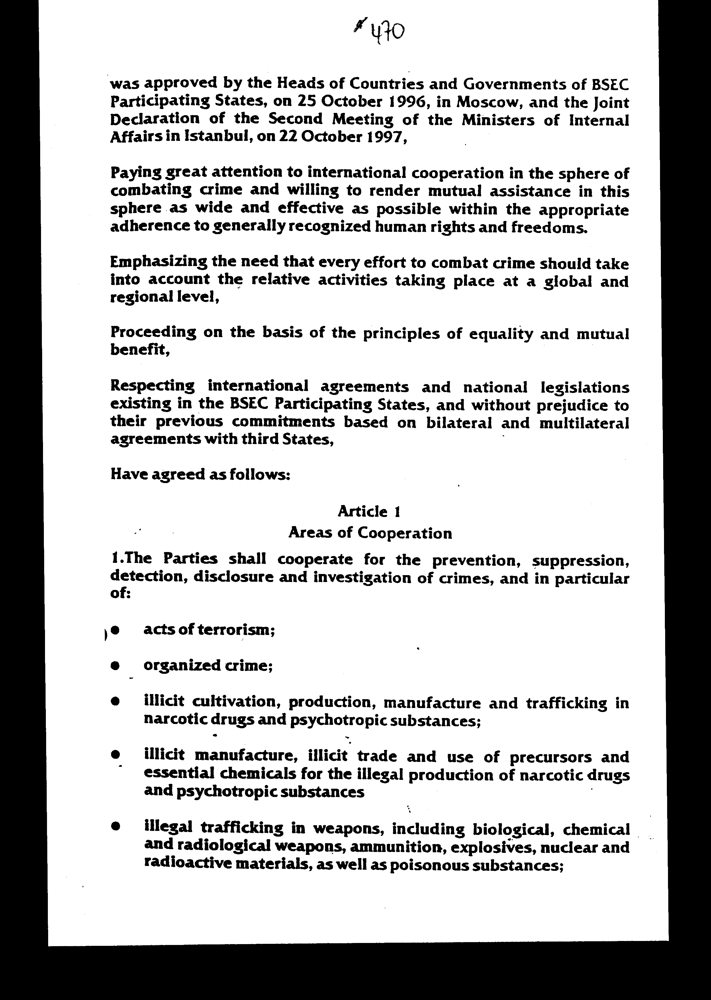 470
was approved by the Heads of Countries and Governments of BSEC
Participating States, on 25 October 1996, in Moscow, and the Joint
Declaration of the Second Meeting of the Ministers of Internal
Affairs in Istanbul, on 22 October 1997,
Paying great attention to international cooperation in the sphere of
combating crime and willing to render mutual assistance in this
sphere as wide and effective as possible within the appropriate
adherence to generally recognized human rights and freedoms.
Emphasizing the need that every effort to combat crime should take
into account the relative activities taking place at a global and
regional level,
Proceeding on the basis of the principles of equality and mutual
benefit,
Respecting international agreements and national legislations
existing in the BSEC Participating States, and without prejudice to
their previous commitments based on bilateral and multilateral
agreements with third States,
Have agreed as follows:
Article 1
Areas of Cooperation
1.The Parties shall cooperate for the prevention, suppression,
detection, disclosure and investigation of crimes, and in particular
of:
● acts of terrorism;
● organized crime;
● illicit cultivation, production, manufacture and trafficking in
narcotic drugs and psychotropic substances;
● illicit manufacture, illicit trade and use of precursors and
essential chemicals for the illegal production of narcotic drugs
and psychotropic substances
● illegal trafficking in weapons, including biological, chemical
and radiological weapons, ammunition, explosives, nuclear and
radioactive materials, as well as poisonous substances;